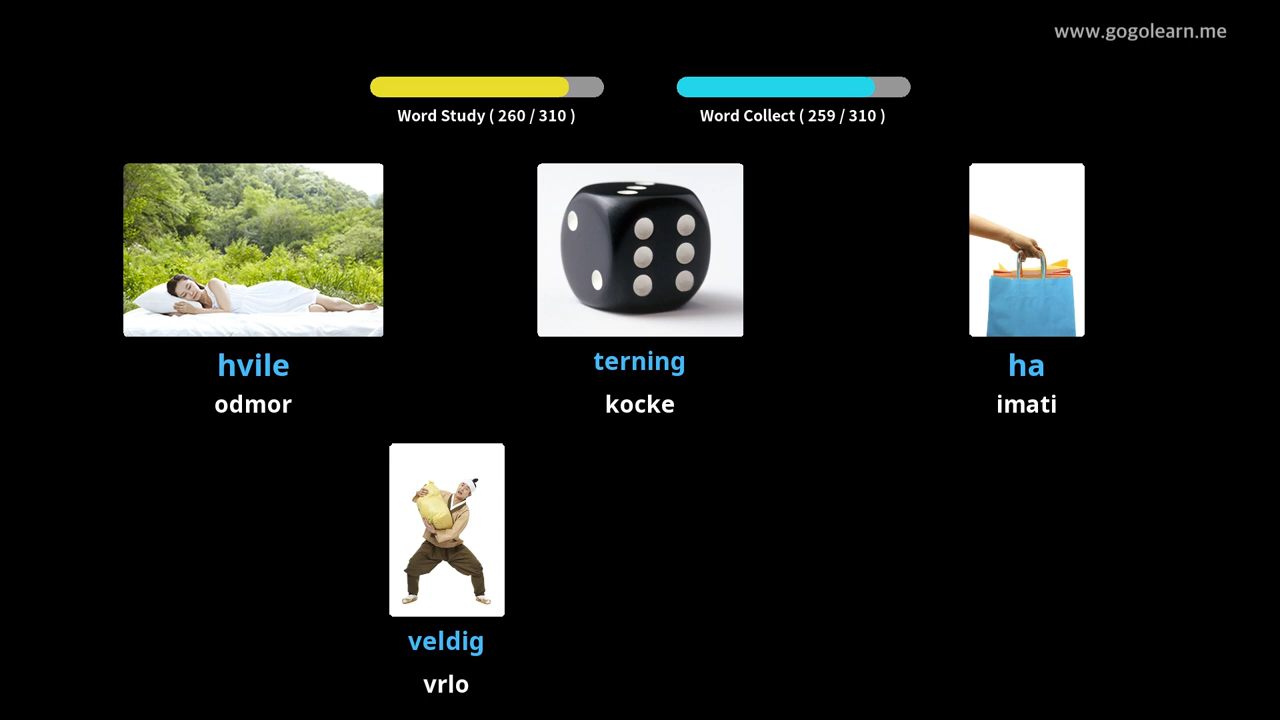 www.gogolearn.me
Word Study ( 260 / 310 )
Word Collect ( 259 / 310 )
hvile
odmor
terning
kocke
ha
imati
veldig
vrlo